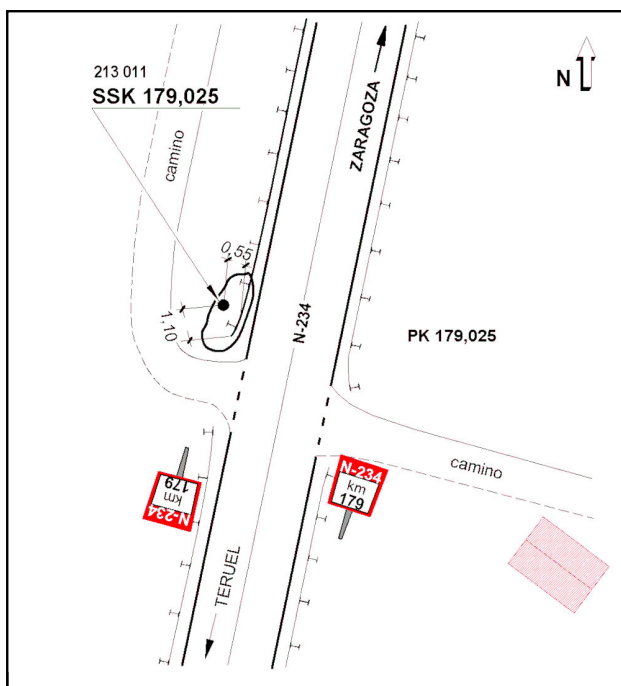 213 011
SSK 179,025
camino
ZARAGOZA
N
0,55
1,10
N-234
PK 179,025
N-234
km
179
N-234
km
179
camino
TERUEL